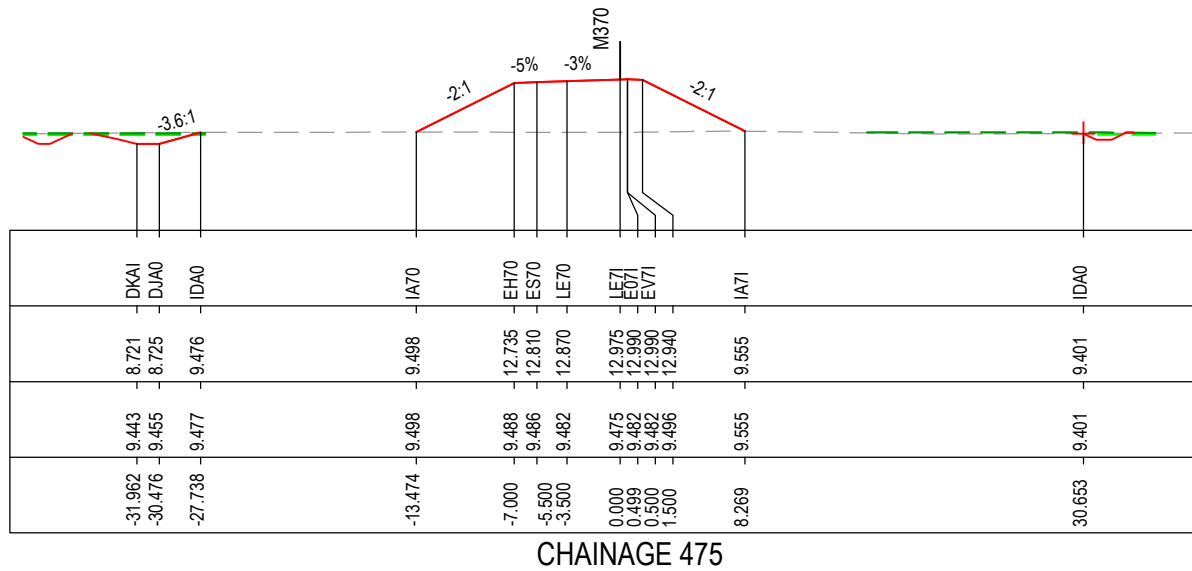 M370
-5%
-3%
-2:1
-2:1
-3.6:1
DKAI DJA0 IDA0 IA70 EH70 ES70 LE70 LE7I E07I EV7I IA7I IDA0
8.721 8.725 9.476 9.498 12.735 12.810 12.870 12.975 12.990 12.990 12.940 9.555 9.401
9.443 9.455 9.477 9.498 9.488 9.486 9.482 9.475 9.482 9.482 9.496 9.555 9.401
-31.962 -30.476 -27.738 -13.474 -7.000 -5.500 -3.500 0.000 0.499 0.500 1.500 8.269 30.653
CHAINAGE 475